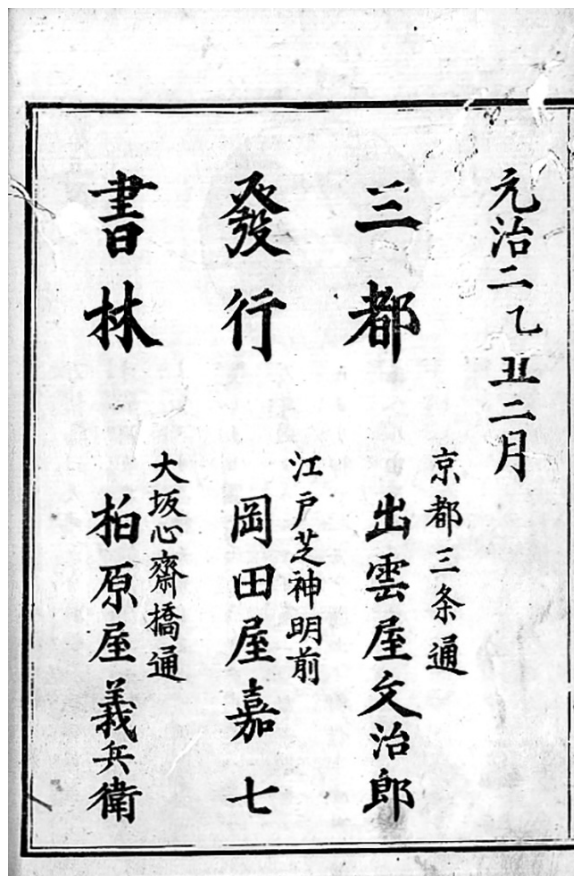 元治二乙丑二月
三都
京都三条通
出雲屋文治郎
發行
江戸芝神明前
岡田屋嘉七
書林
大坂心齋橋通
柏原屋義兵衛